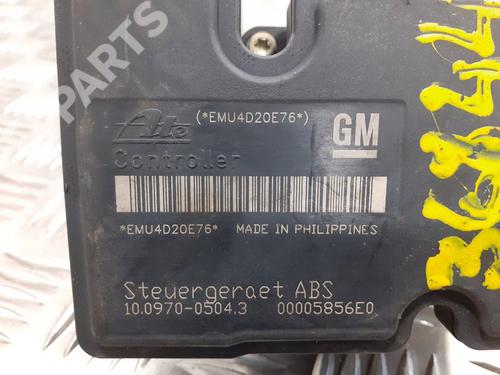 PARTS
(*EMU4D20E76*)
Ate
GM
Controller
*EMU4D20E76* MADE IN PHILIPPINES
Steuergeraet ABS
10.0970-0504.3 00005856E0